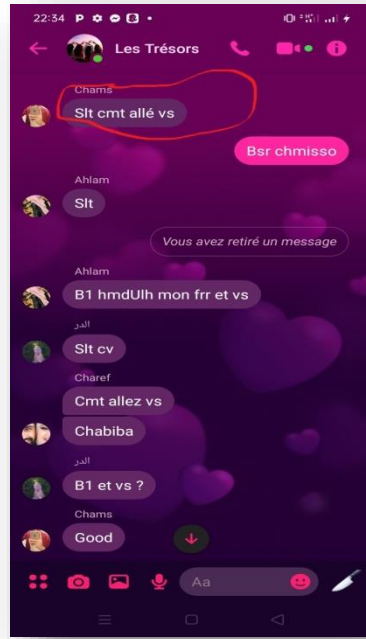 22:34
Les Trésors
Chams
Slt cmt allé vs
Bsr chmisso
Ahlam
Slt
Vous avez retiré un message
Ahlam
B1 hmdUlh mon frr et vs
الدر
Slt cv
Charef
Cmt allez vs
Chabiba
الدر
B1 et vs ?
Chams
Good
Aa